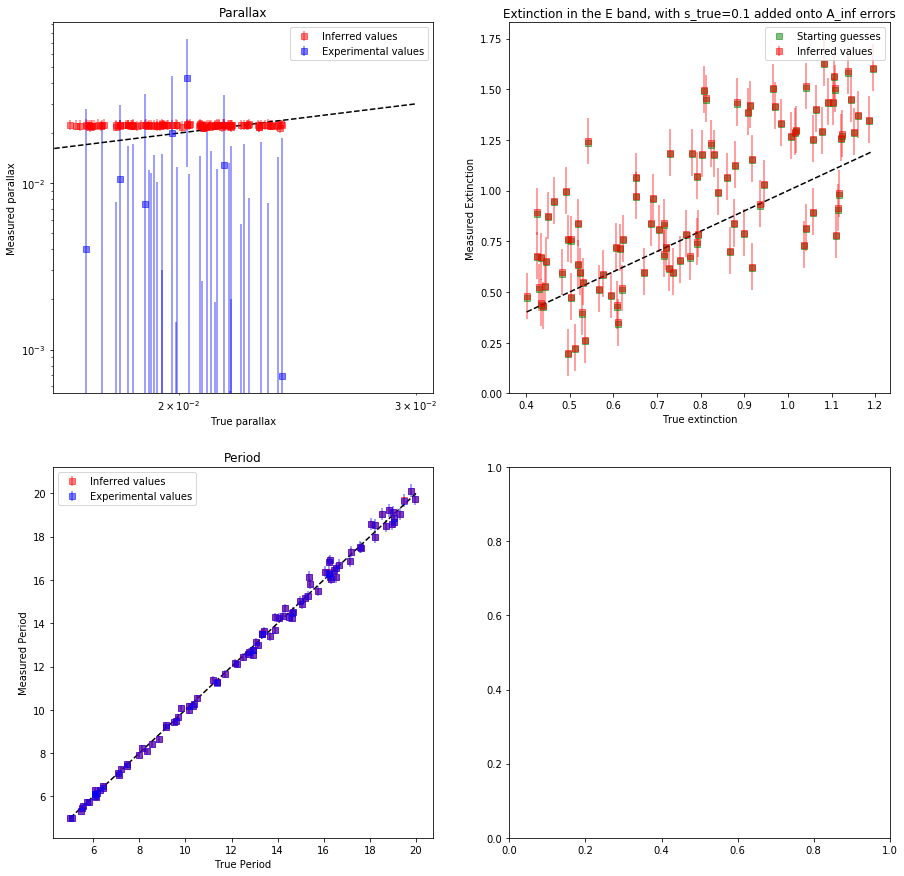 Parallax
Inferred values
Experimental values
Measured parallax
10⁻²
10⁻³
2 × 10⁻²
3 × 10⁻²
True parallax
Extinction in the E band, with s_true=0.1 added onto A_inf errors
Starting guesses
Inferred values
Measured Extinction
1.75
1.50
1.25
1.00
0.75
0.50
0.25
0.00
0.4 0.5 0.6 0.7 0.8 0.9 1.0 1.1 1.2
True extinction
Period
Inferred values
Experimental values
Measured Period
20
18
16
14
12
10
8
6
6 8 10 12 14 16 18 20
True Period
1.0
0.8
0.6
0.4
0.2
0.0
0.0 0.2 0.4 0.6 0.8 1.0